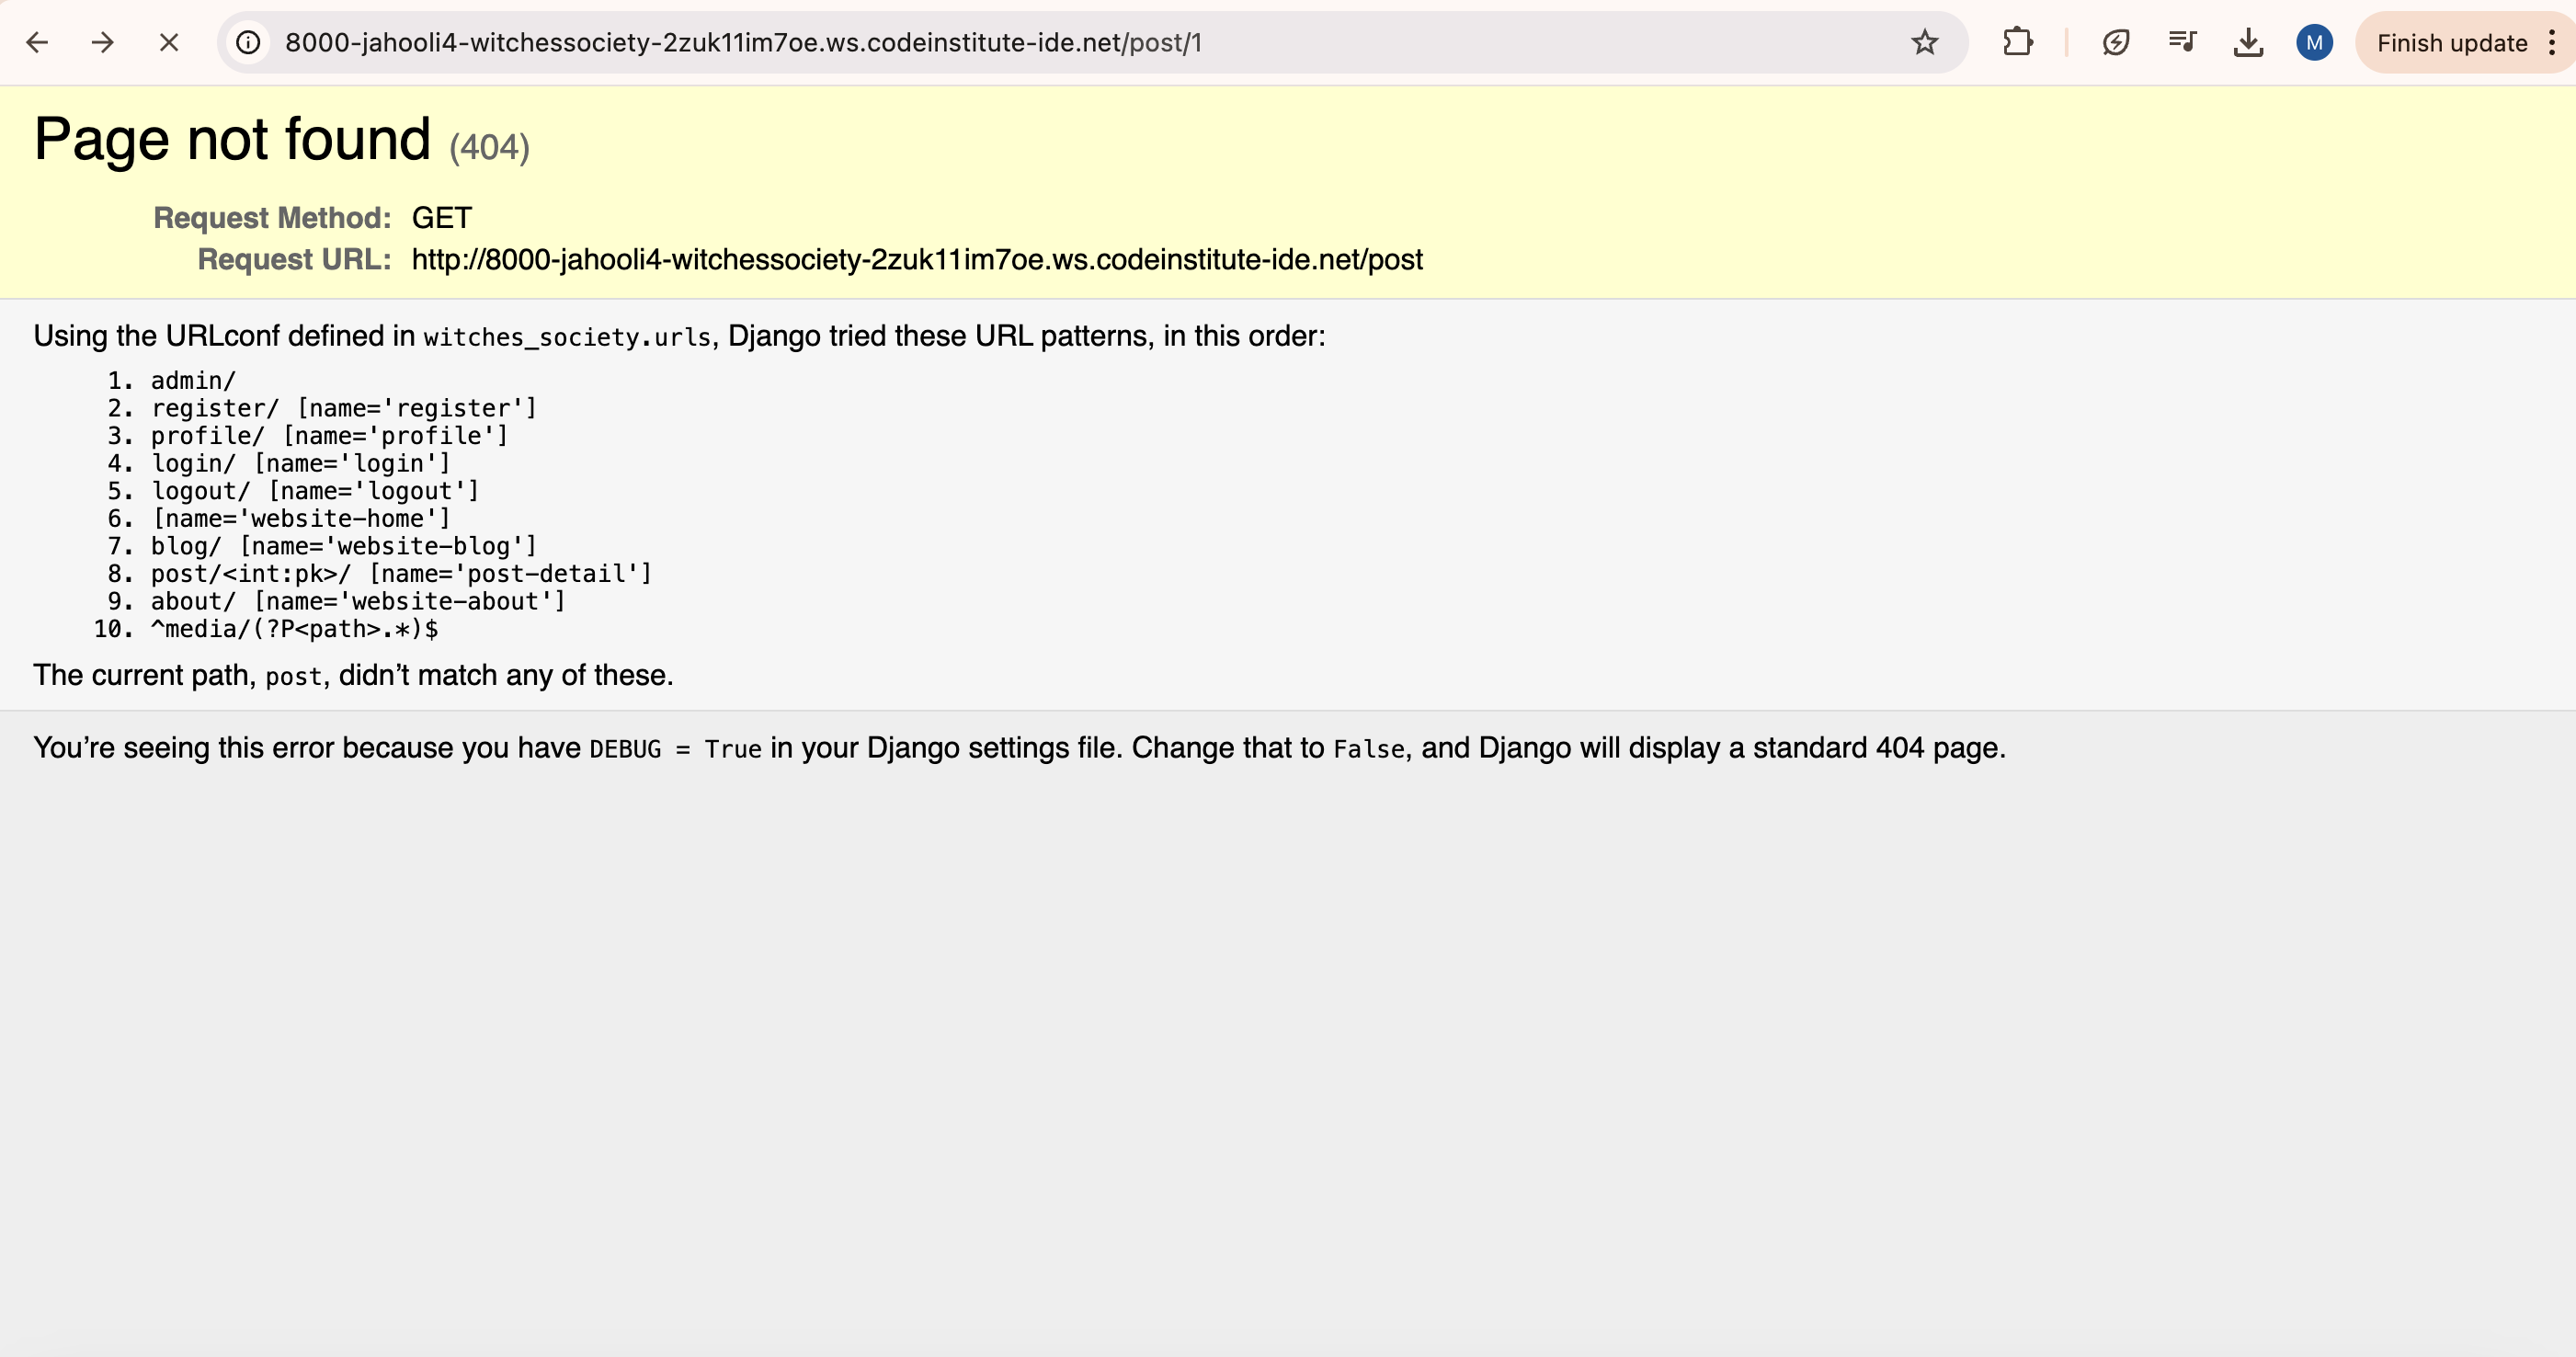 8000-jahooli4-witchessociety-2zuk11im7oe.ws.codeinstitute-ide.net/post/1
M
Finish update
Page not found (404)
Request Method: GET
Request URL: http://8000-jahooli4-witchessociety-2zuk11im7oe.ws.codeinstitute-ide.net/post
Using the URLconf defined in witches_society.urls, Django tried these URL patterns, in this order:
1. admin/
2. register/ [name='register']
3. profile/ [name='profile']
4. login/ [name='login']
5. logout/ [name='logout']
6. [name='website-home']
7. blog/ [name='website-blog']
8. post/<int:pk>/ [name='post-detail']
9. about/ [name='website-about']
10. ^media/(?P<path>.*)$
The current path, post, didn’t match any of these.
You’re seeing this error because you have DEBUG = True in your Django settings file. Change that to False, and Django will display a standard 404 page.